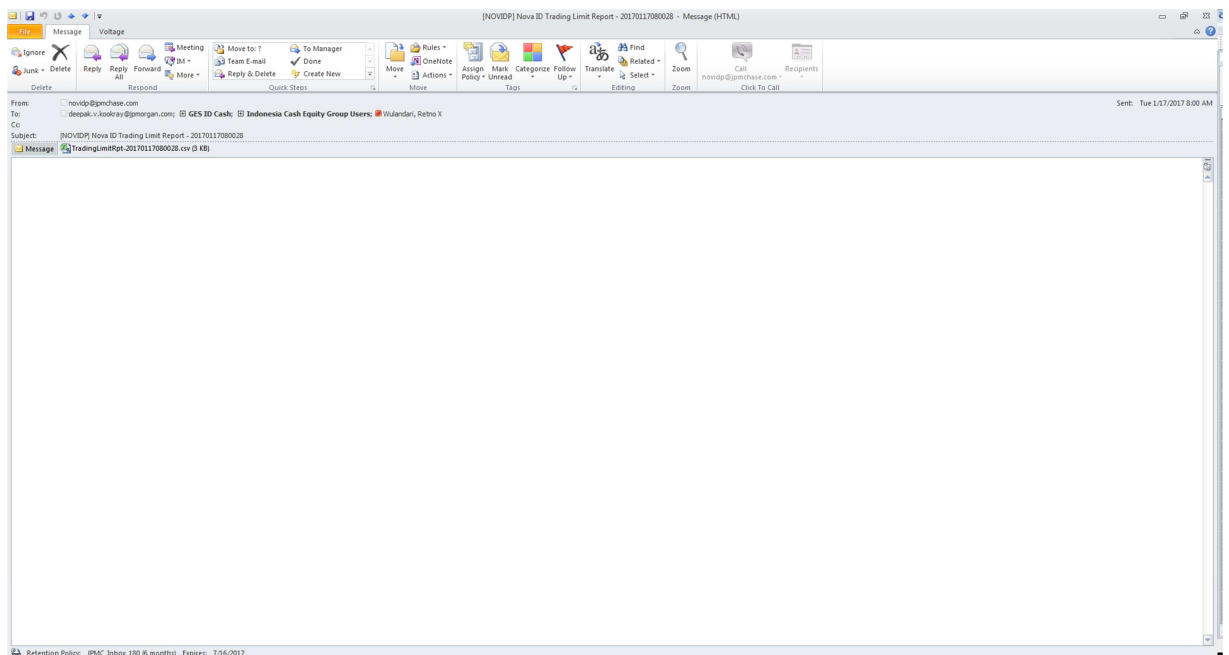 [NOVIDP] Nova ID Trading Limit Report - 20170117080028 - Message (HTML)
File Message Voltage
Ignore
Junk Delete
Reply Reply All Forward
Meeting
IM
More
Move to: ? To Manager
Team E-mail Done
Reply & Delete Create New
Move
Rules
OneNote
Actions
Assign Policy Mark Unread Categorize Follow Up
Translate
Find
Related
Select
Zoom
Call novidp@jpmchase.com
Recipients
Delete Respond Quick Steps Move Tags Editing Zoom Click To Call
From: novidp@jpmchase.com Sent: Tue 1/17/2017 8:00 AM
To: deepak.v.kookray@jpmorgan.com; GES ID Cash; Indonesia Cash Equity Group Users; Wulandari, Retno X
Cc:
Subject: [NOVIDP] Nova ID Trading Limit Report - 20170117080028
Message TradingLimitRpt-20170117080028.csv (3 KB)
Retention Policy: JPMC Inbox 180 (6 months) Expires: 7/16/2017